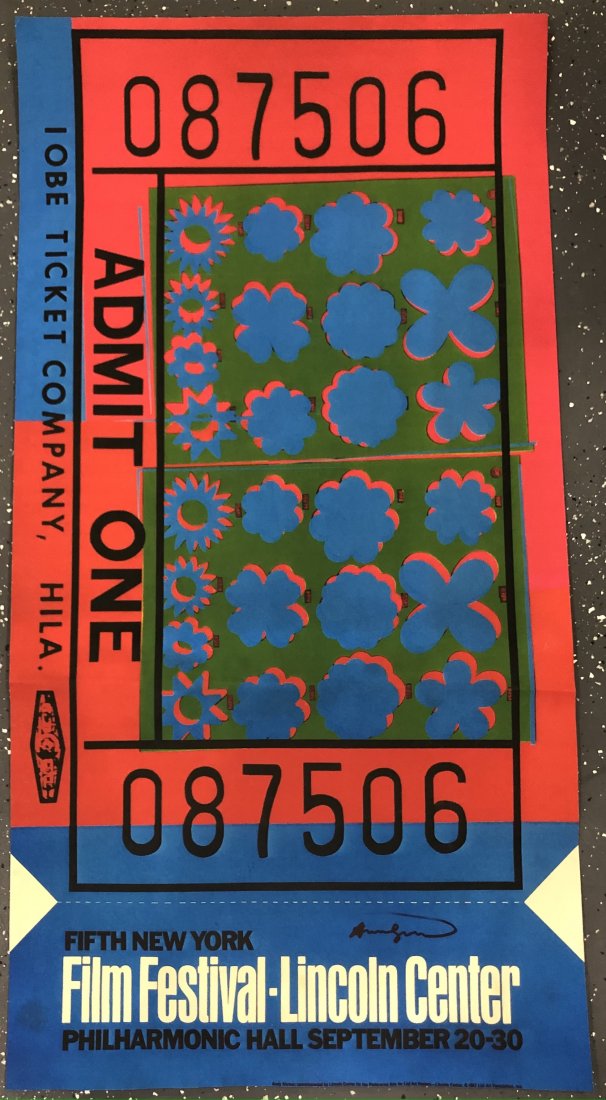 087506
IOBE TICKET COMPANY, HILA.
ADMIT ONE
087506
FIFTH NEW YORK
Film Festival-Lincoln Center
PHILHARMONIC HALL SEPTEMBER 20-30